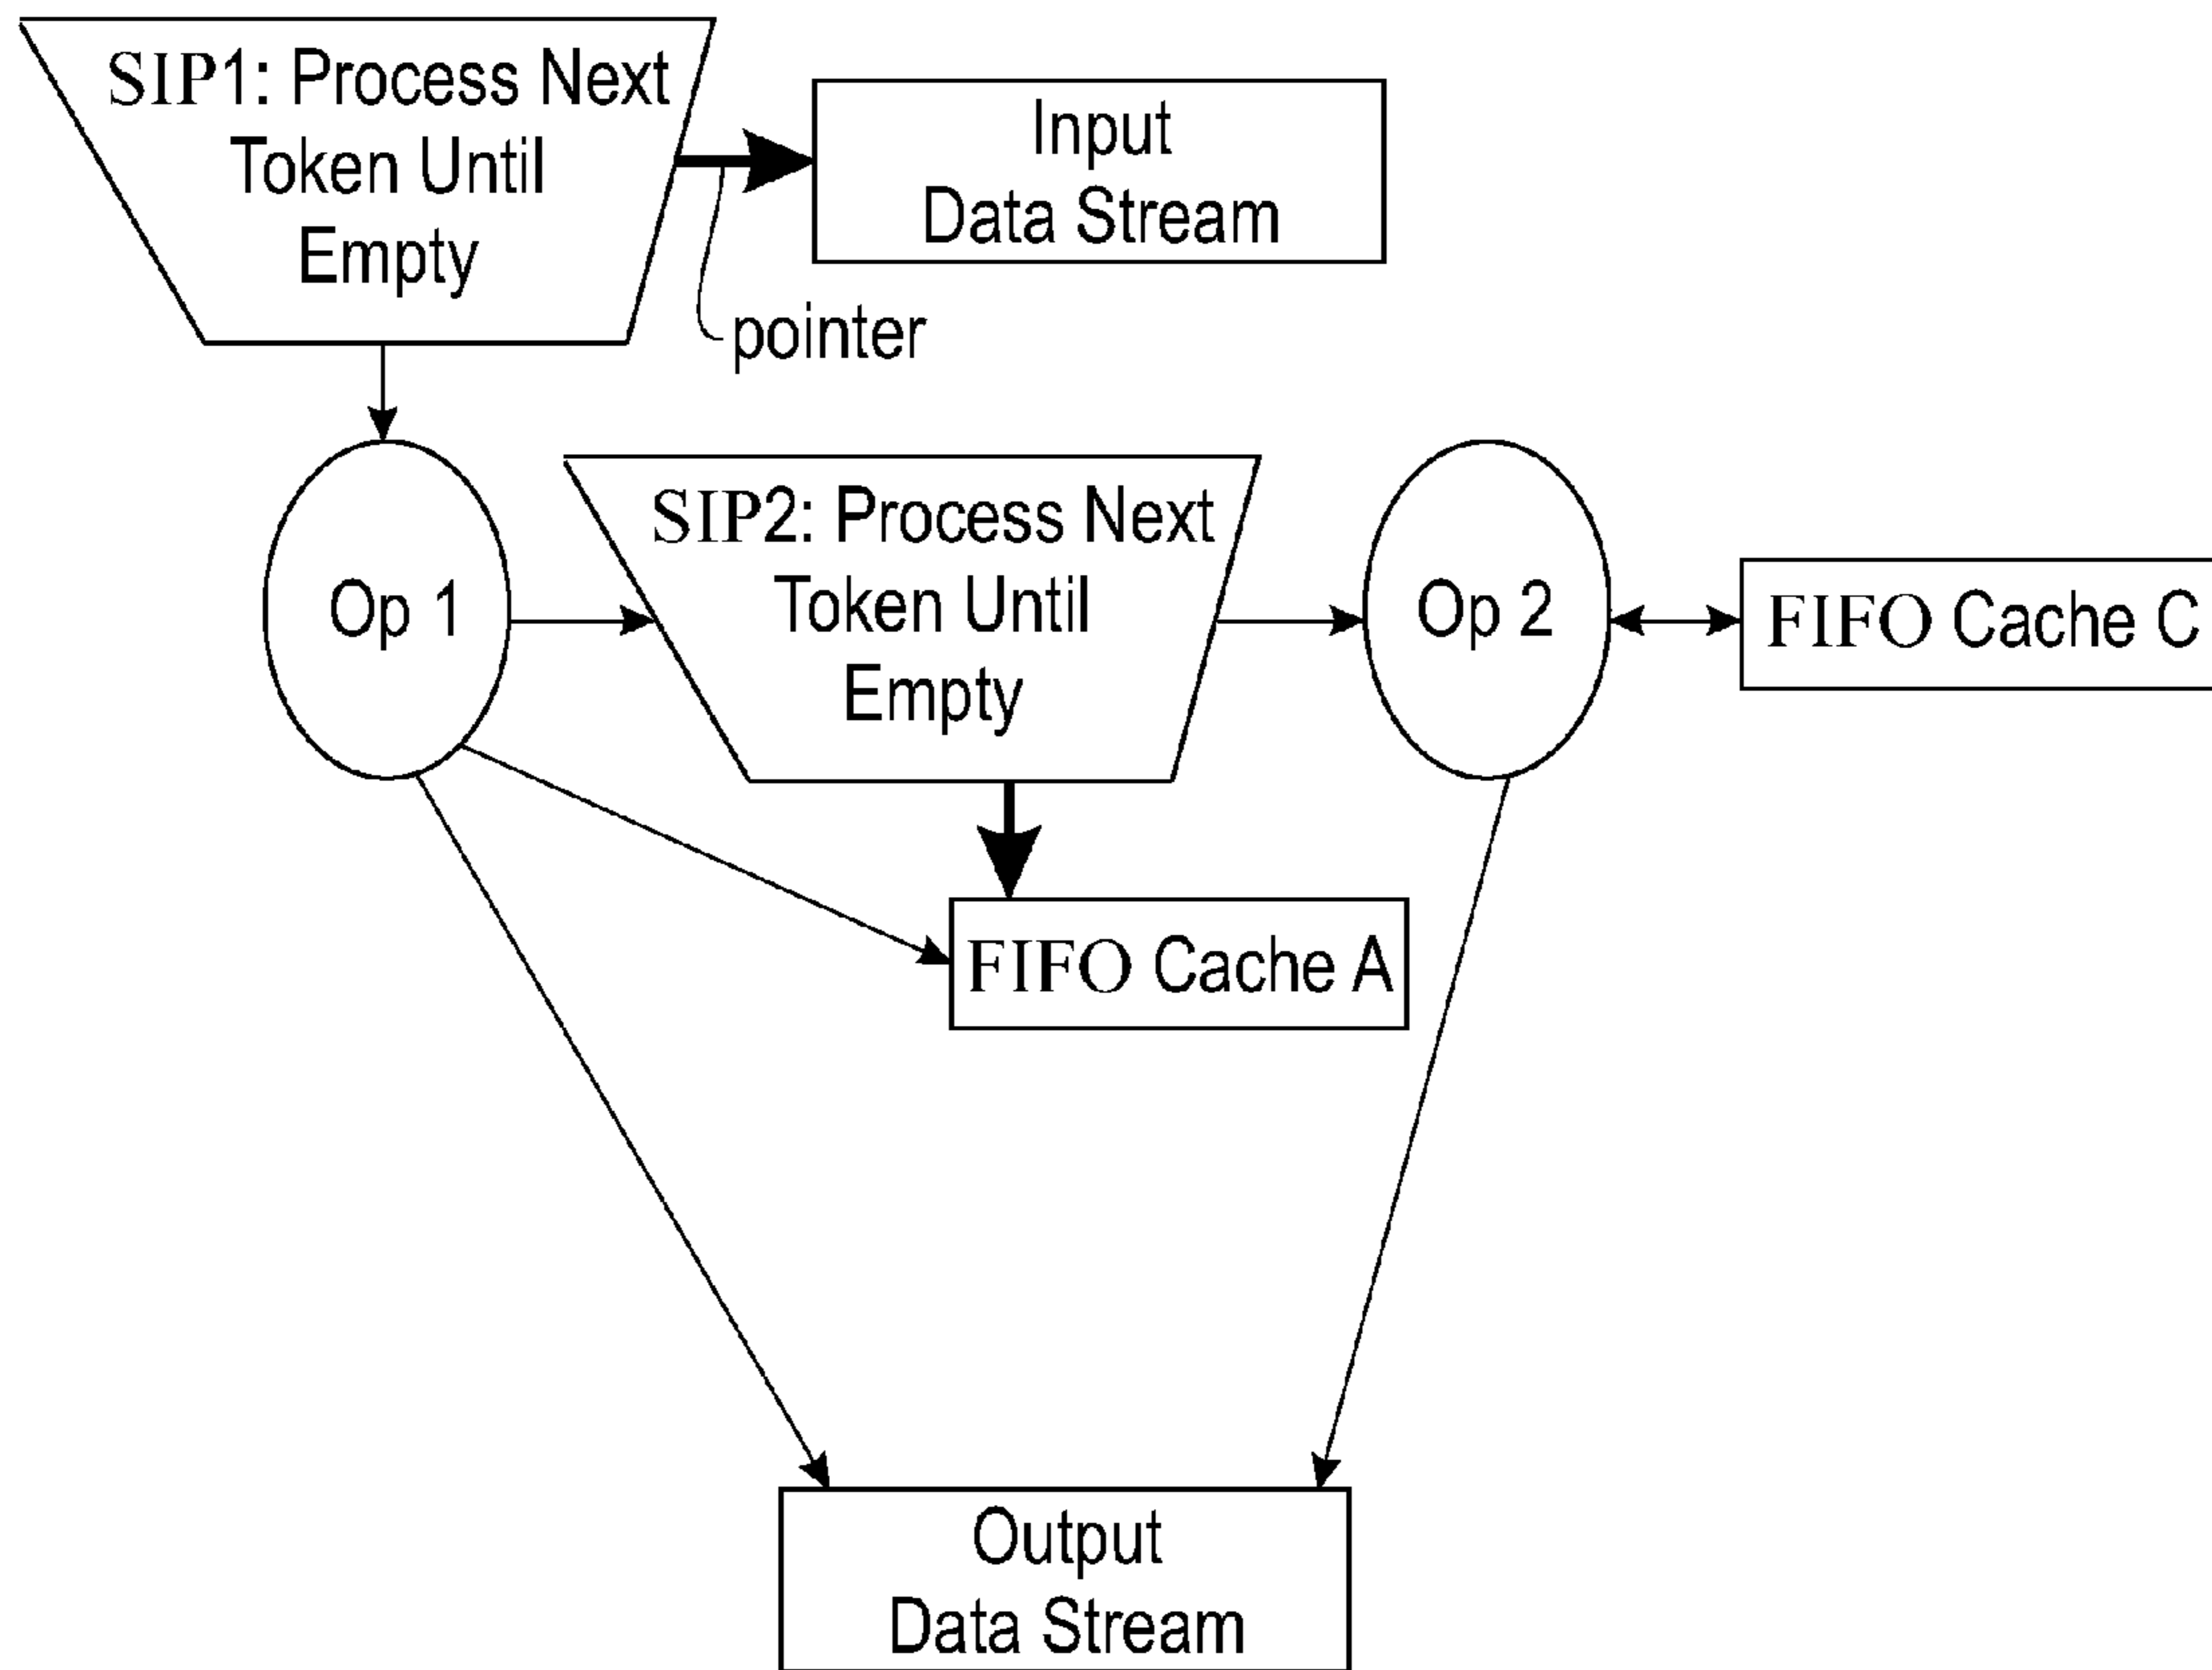 SIP1: Process Next
Token Until
Empty
Input
Data Stream
pointer
Op 1
SIP2: Process Next
Token Until
Empty
Op 2
FIFO Cache C
FIFO Cache A
Output
Data Stream